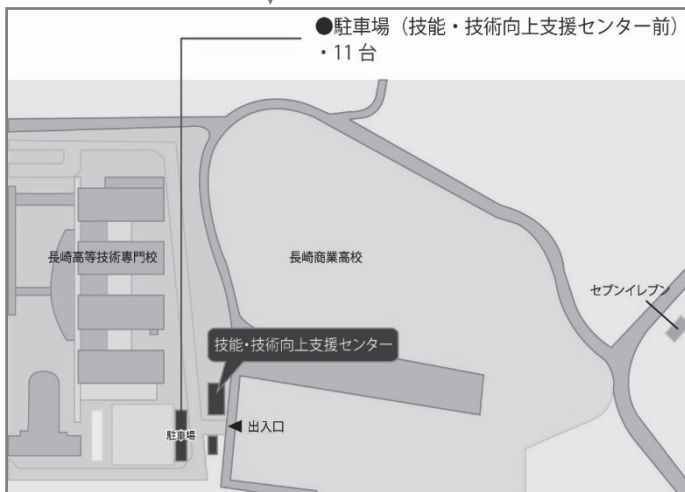 ●駐車場（技能・技術向上支援センター前）
・11 台
長崎高等技術専門校
長崎商業高校
セブンイレブン
技能・技術向上支援センター
駐車場
出入口